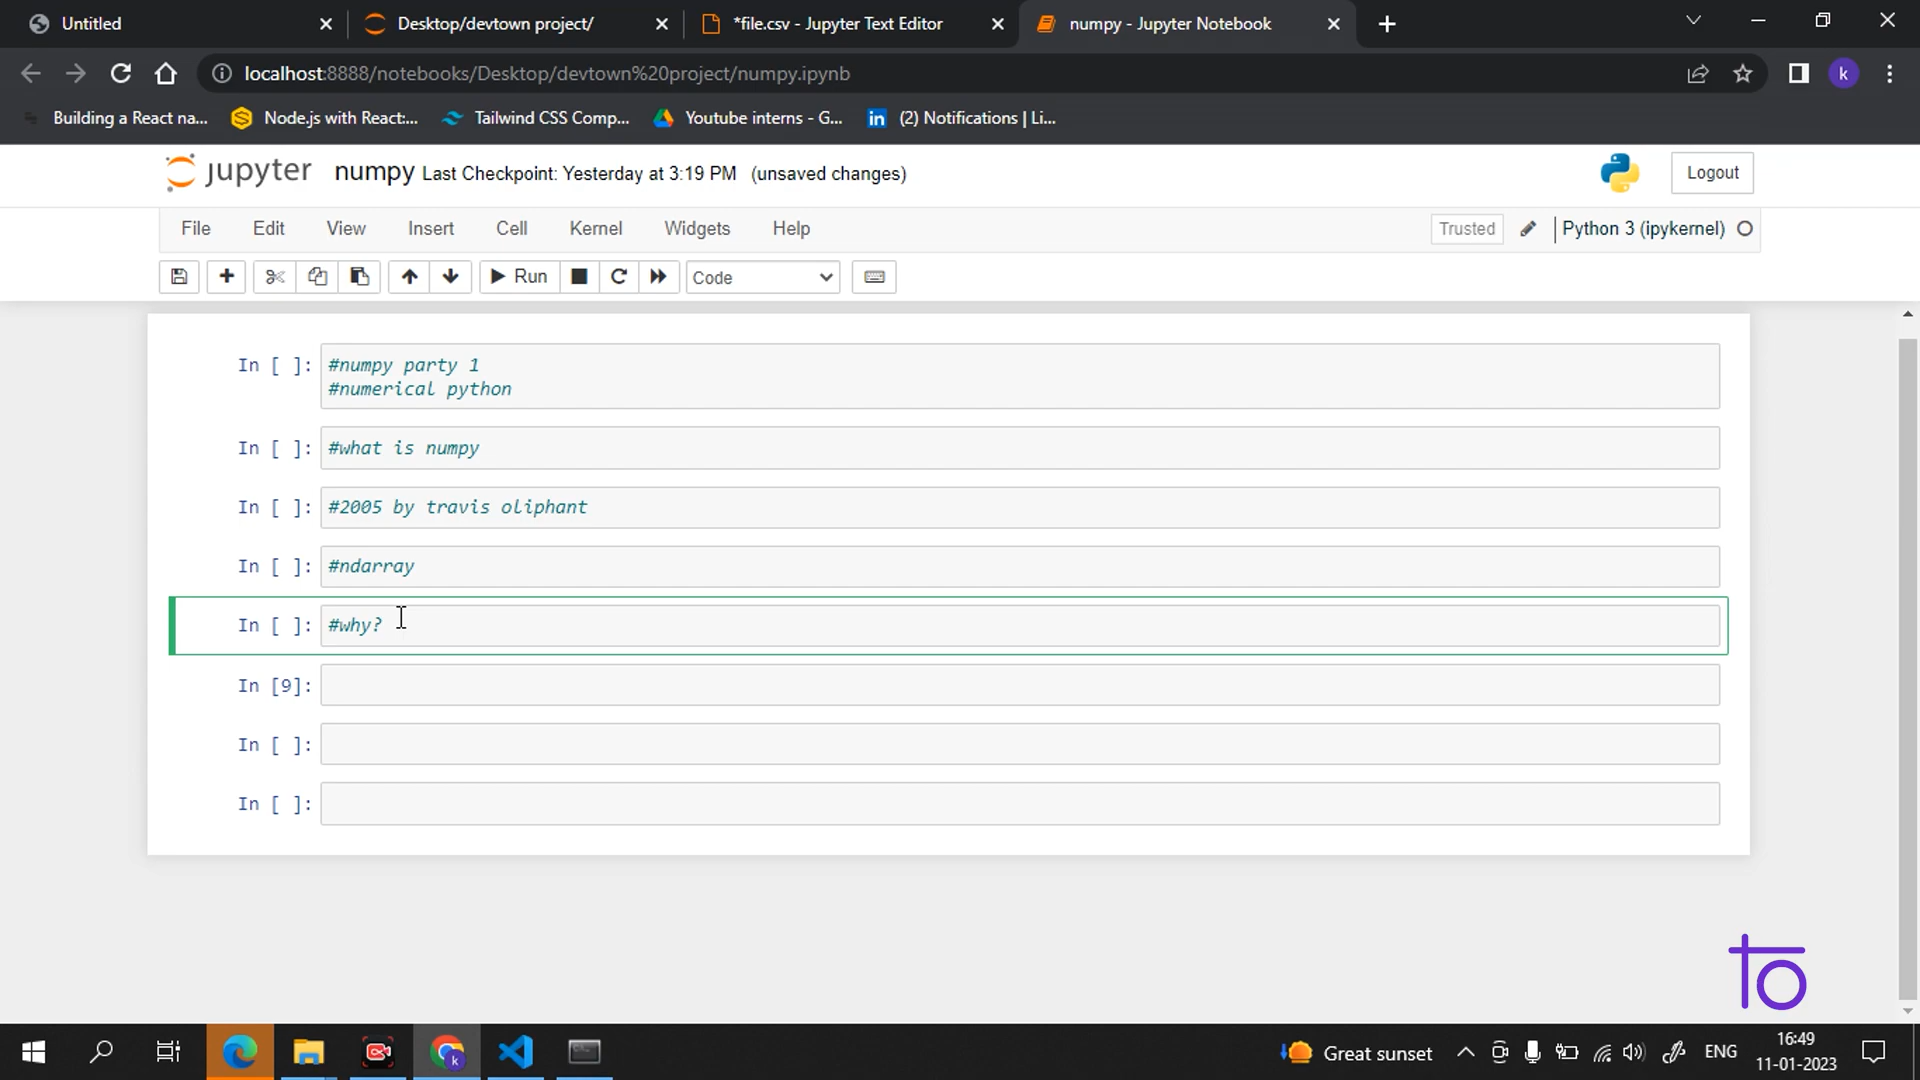 Untitled
Desktop/devtown project/
*file.csv - Jupyter Text Editor
numpy - Jupyter Notebook
localhost:8888/notebooks/Desktop/devtown%20project/numpy.ipynb
k
Building a React na...
Node.js with React:...
Tailwind CSS Comp...
Youtube interns - G...
in
(2) Notifications | Li...
jupyter
numpy Last Checkpoint: Yesterday at 3:19 PM (unsaved changes)
Logout
File
Edit
View
Insert
Cell
Kernel
Widgets
Help
Trusted
Python 3 (ipykernel)
Run
Code
In [ ]: #numpy party 1
#numerical python
In [ ]: #what is numpy
In [ ]: #2005 by travis oliphant
In [ ]: #ndarray
In [ ]: #why?
In [9]:
In [ ]:
In [ ]:
to
k
Great sunset
ENG
16:49
11-01-2023